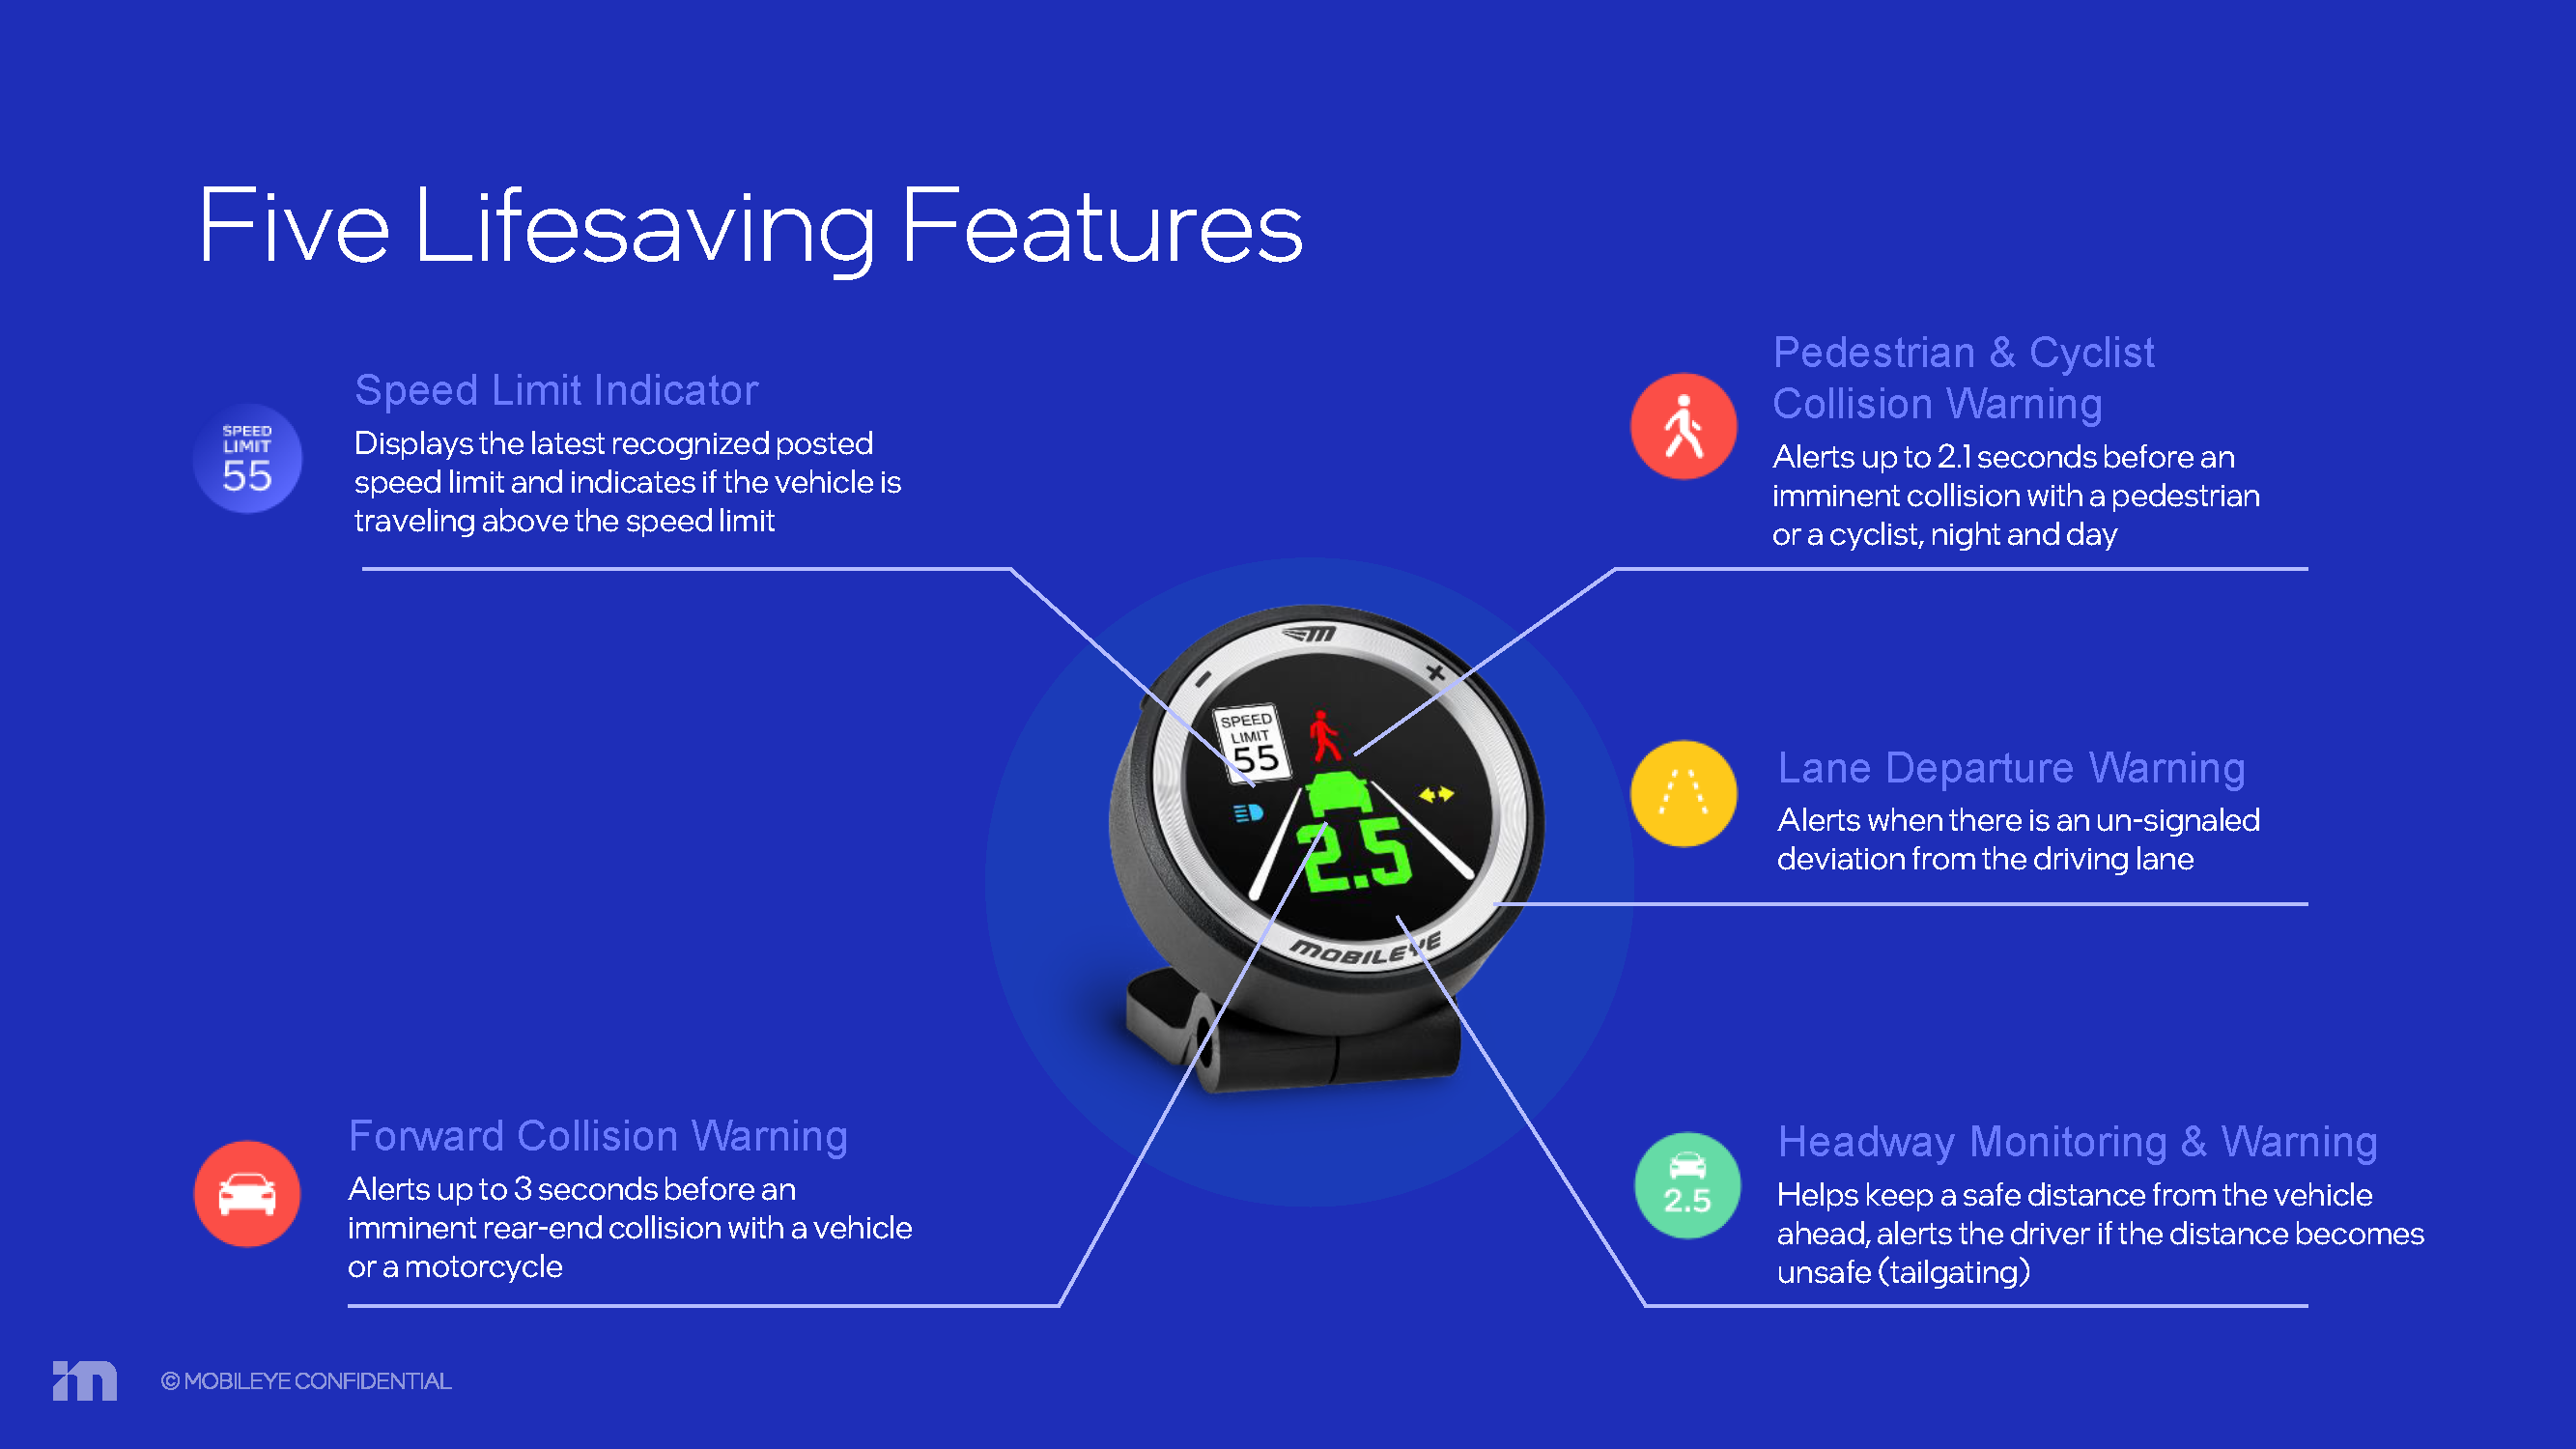 Five Lifesaving Features
Speed Limit Indicator
Displays the latest recognized posted
speed limit and indicates if the vehicle is
traveling above the speed limit
SPEED
LIMIT
55
Pedestrian & Cyclist
Collision Warning
Alerts up to 2.1 seconds before an
imminent collision with a pedestrian
or a cyclist, night and day
m
- +
SPEED
LIMIT
55
2.5
MOBILEYE
Lane Departure Warning
Alerts when there is an un-signaled
deviation from the driving lane
Forward Collision Warning
Alerts up to 3 seconds before an
imminent rear-end collision with a vehicle
or a motorcycle
Headway Monitoring & Warning
2.5
Helps keep a safe distance from the vehicle
ahead, alerts the driver if the distance becomes
unsafe (tailgating)
m
© MOBILEYE CONFIDENTIAL